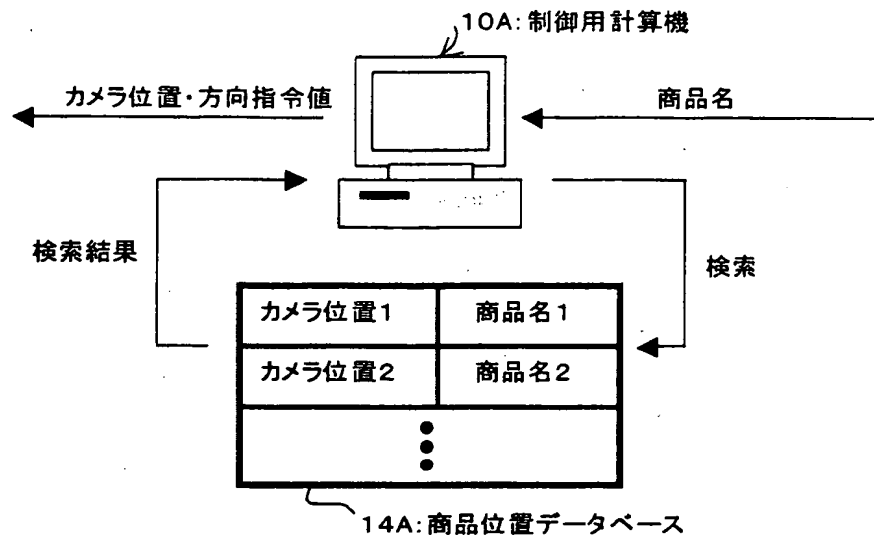 10A:制御用計算機
カメラ位置・方向指令値
商品名
検索結果
検索
カメラ位置1 商品名1
カメラ位置2 商品名2
14A:商品位置データベース